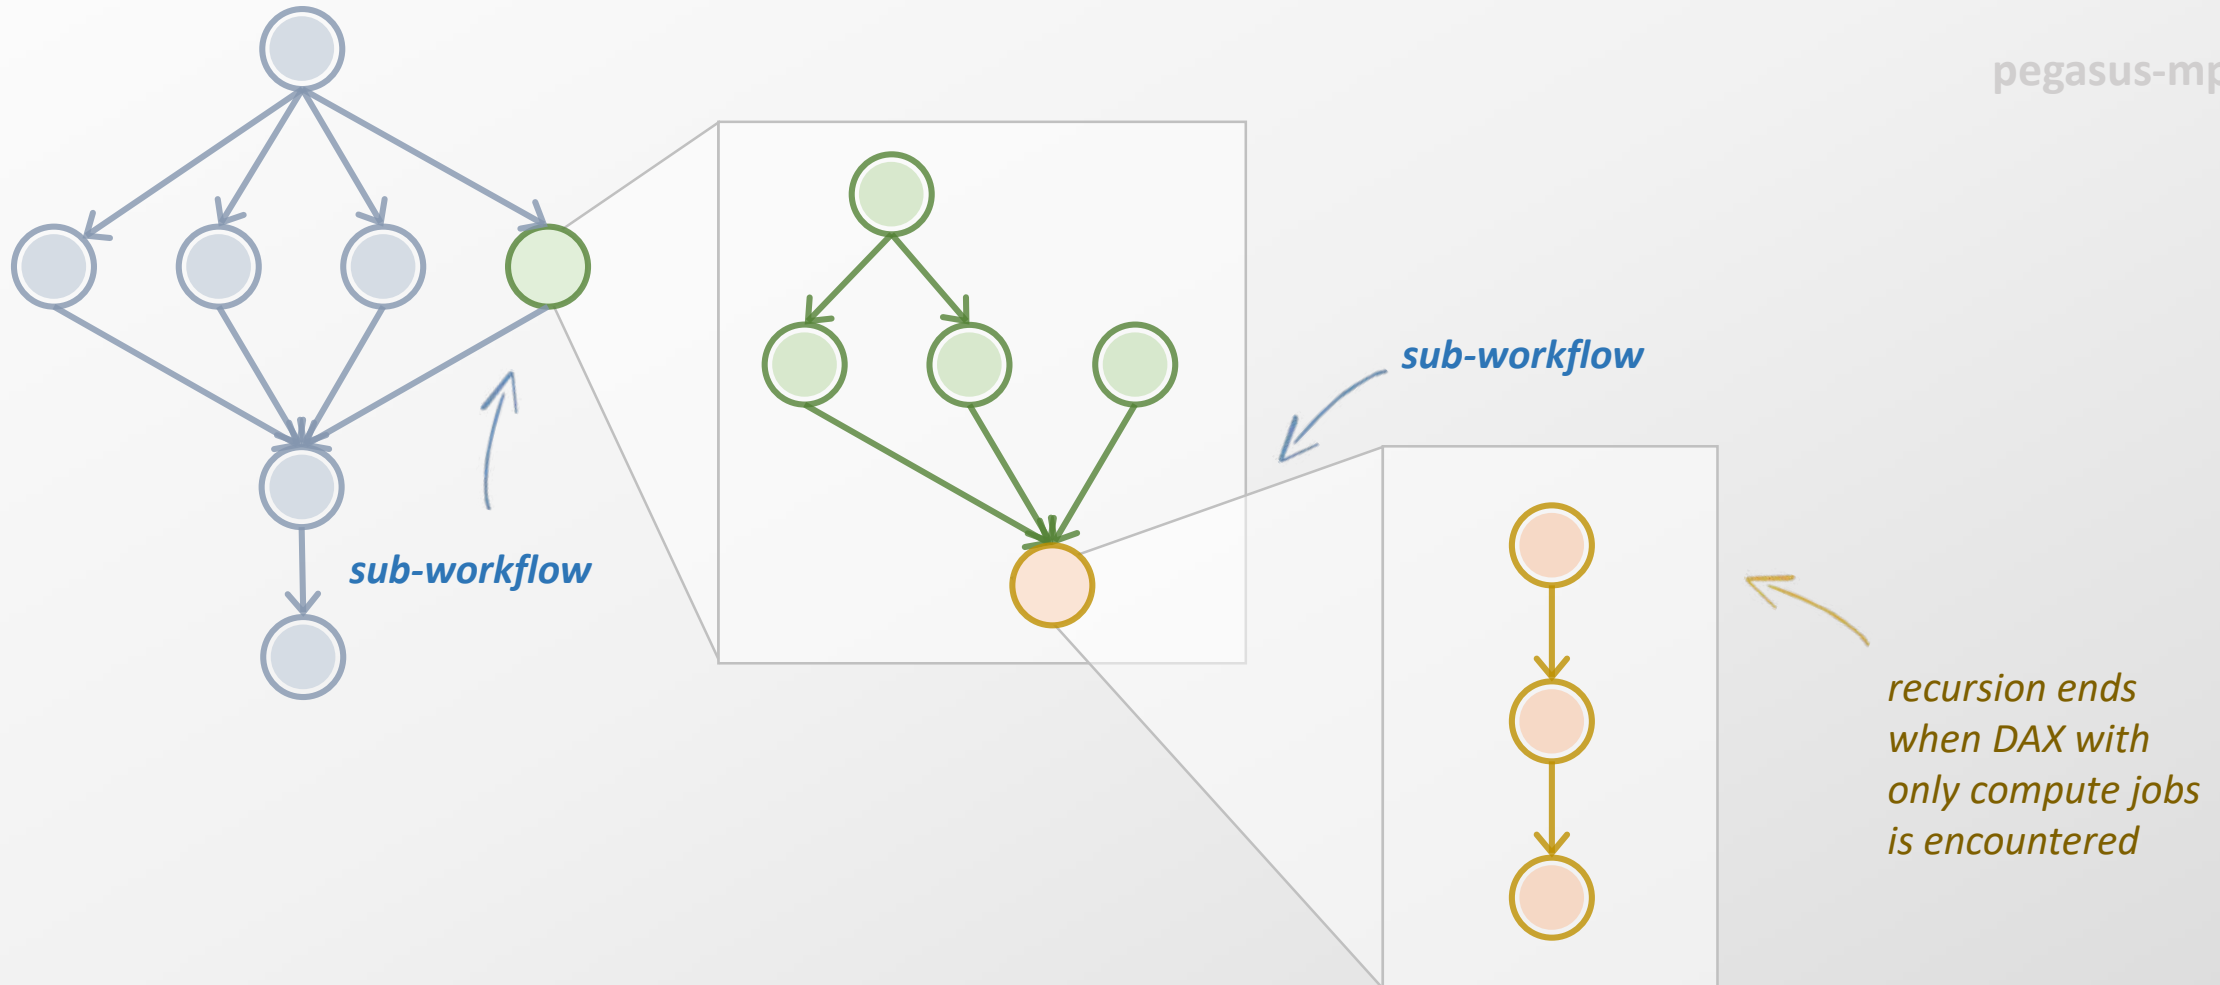 pegasus-mp
sub-workflow
sub-workflow
recursion ends
when DAX with
only compute jobs
is encountered